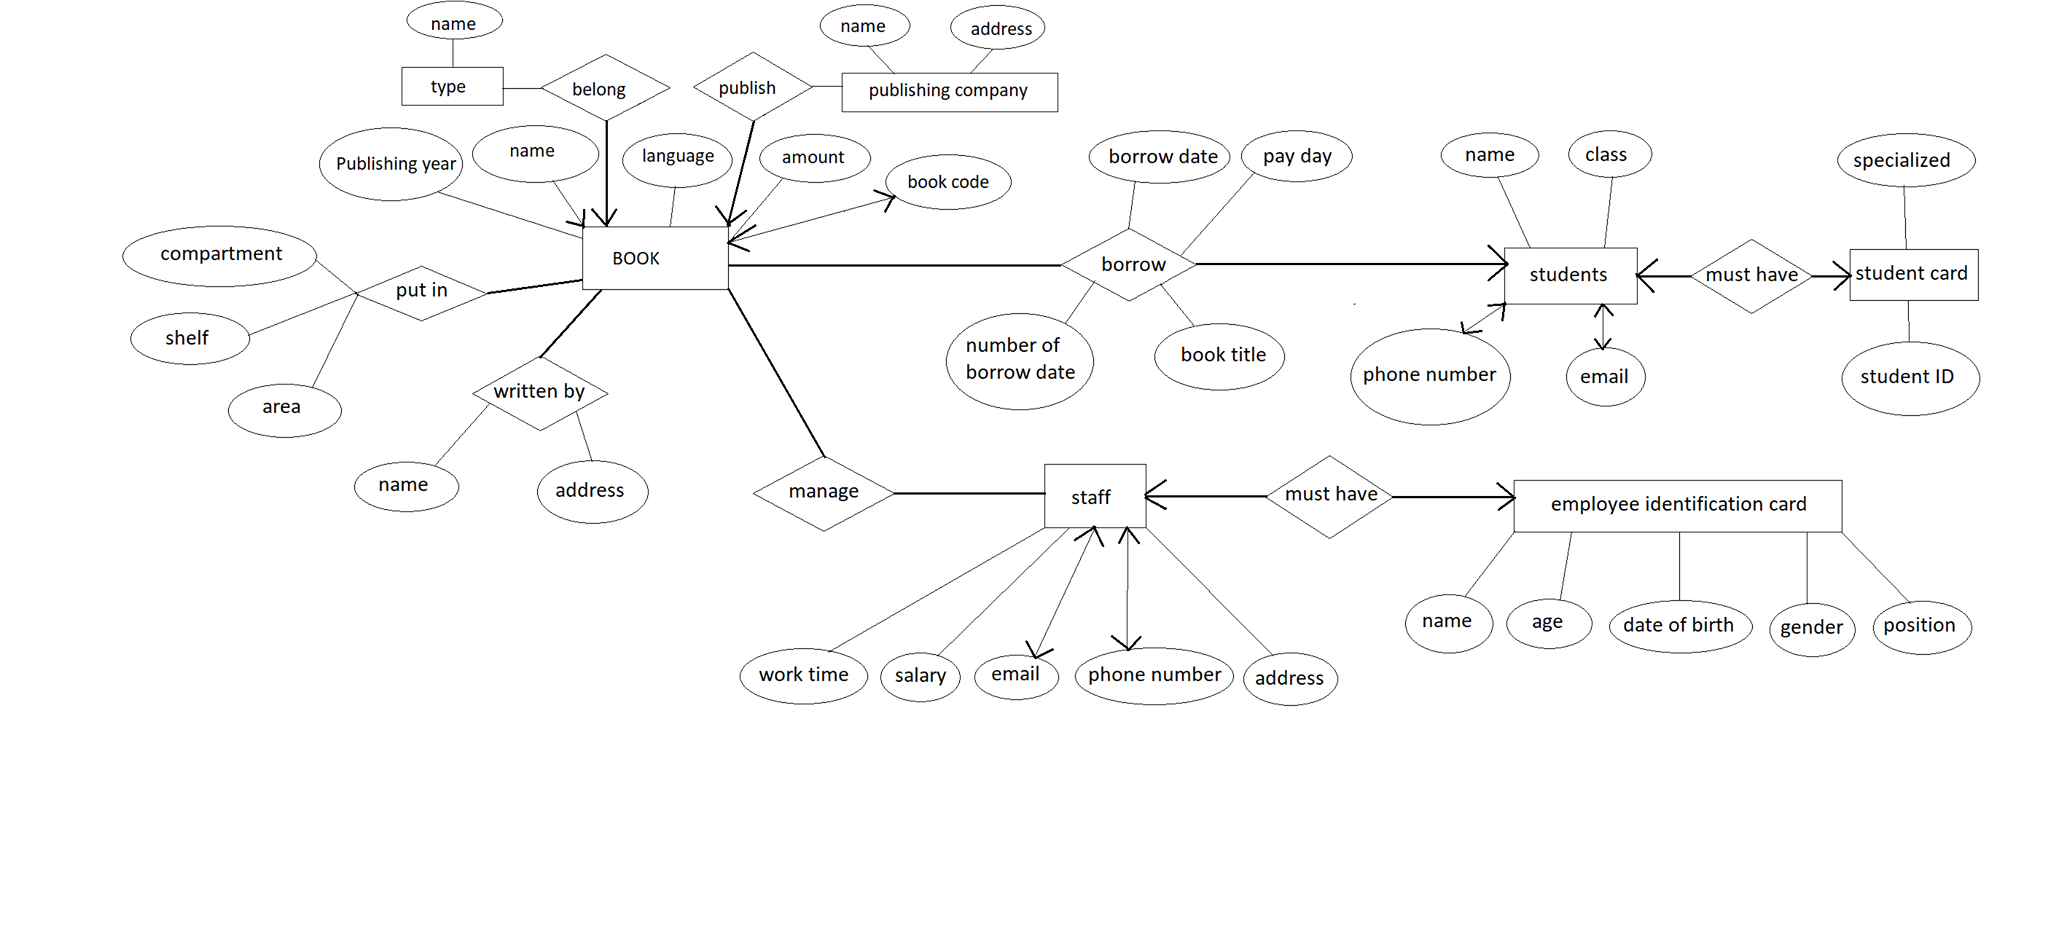 name
name
address
type
belong
publish
publishing company
Publishing year
name
language
amount
book code
borrow date
pay day
name
class
specialized
compartment
BOOK
put in
borrow
students
must have
student card
shelf
number of
borrow date
book title
phone number
email
student ID
area
written by
name
address
manage
staff
must have
employee identification card
name
age
date of birth
gender
position
work time
salary
email
phone number
address